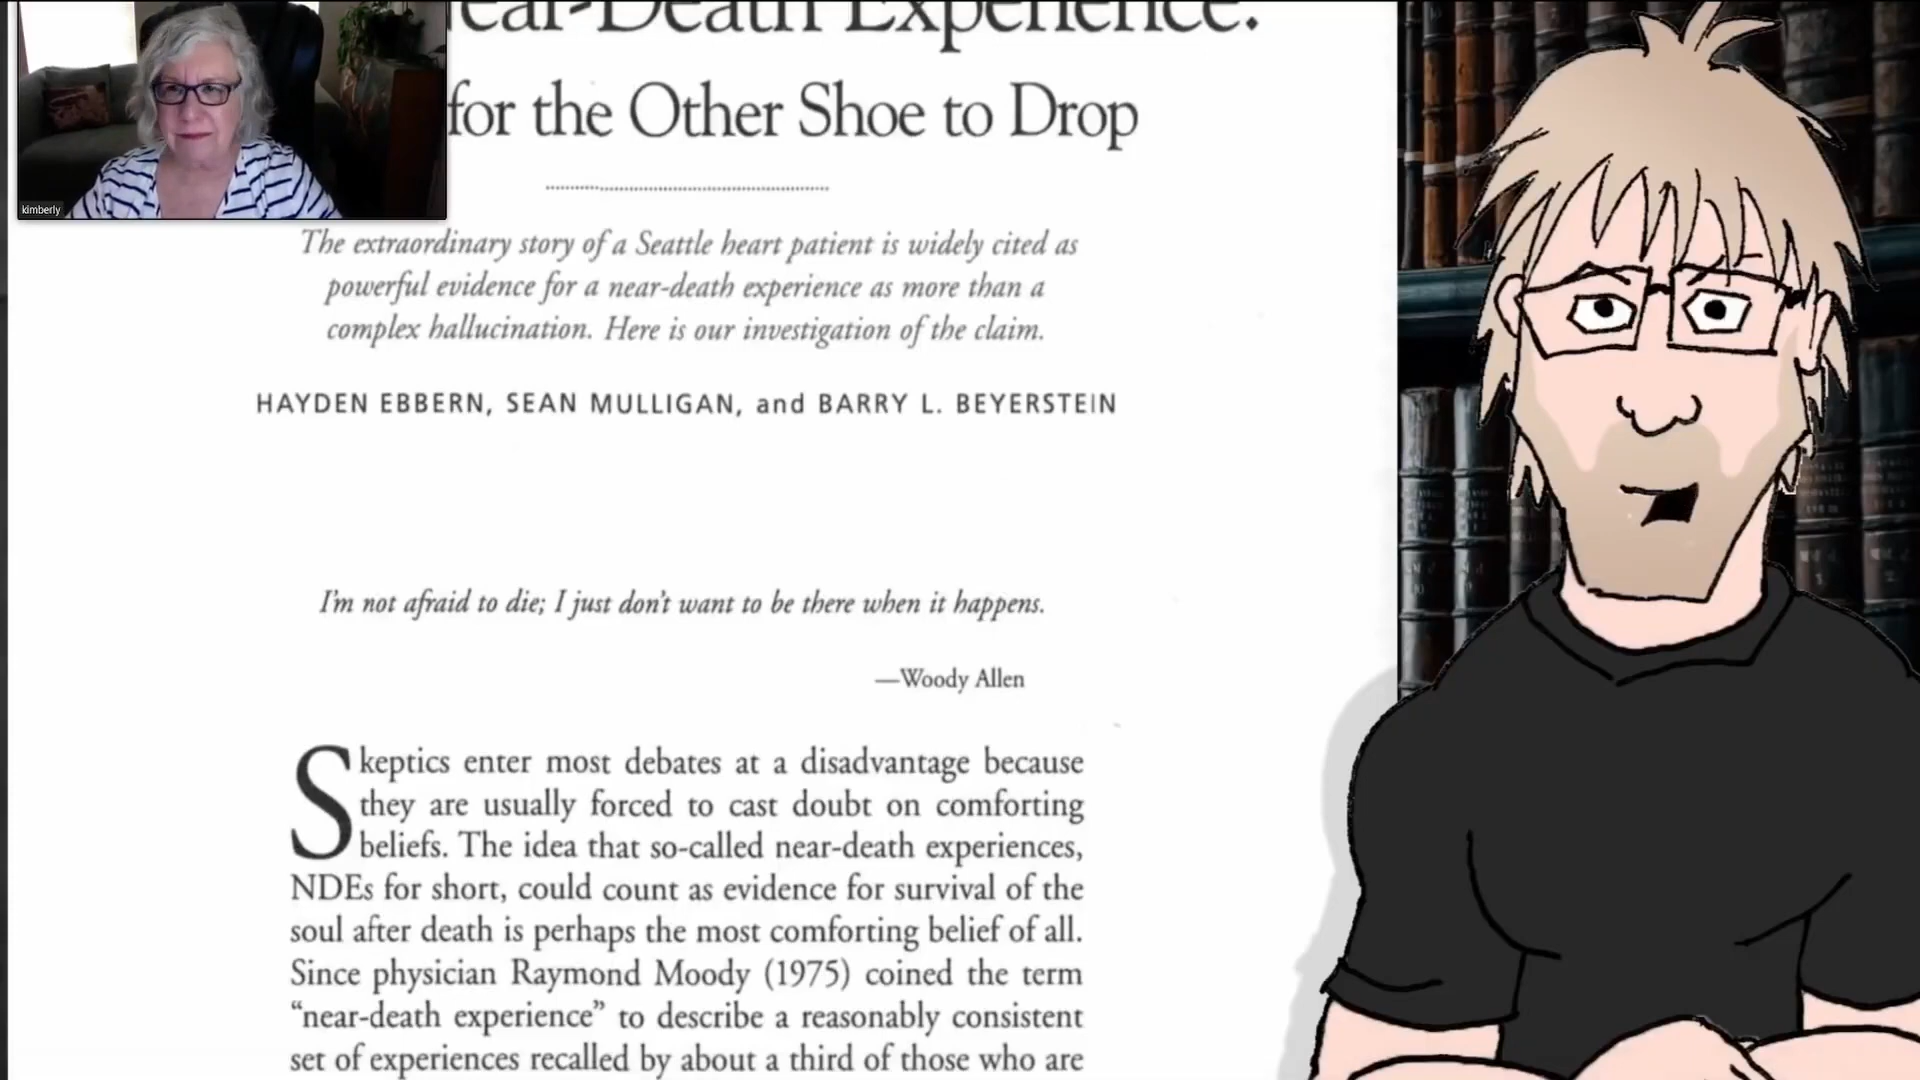 ear-Death Experience:
for the Other Shoe to Drop
kimberly
The extraordinary story of a Seattle heart patient is widely cited as
powerful evidence for a near-death experience as more than a
complex hallucination. Here is our investigation of the claim.
HAYDEN EBBERN, SEAN MULLIGAN, and BARRY L. BEYERSTEIN
I'm not afraid to die; I just don't want to be there when it happens.
—Woody Allen
Skeptics enter most debates at a disadvantage because
they are usually forced to cast doubt on comforting
beliefs. The idea that so-called near-death experiences,
NDEs for short, could count as evidence for survival of the
soul after death is perhaps the most comforting belief of all.
Since physician Raymond Moody (1975) coined the term
“near-death experience” to describe a reasonably consistent
set of experiences recalled by about a third of those who are